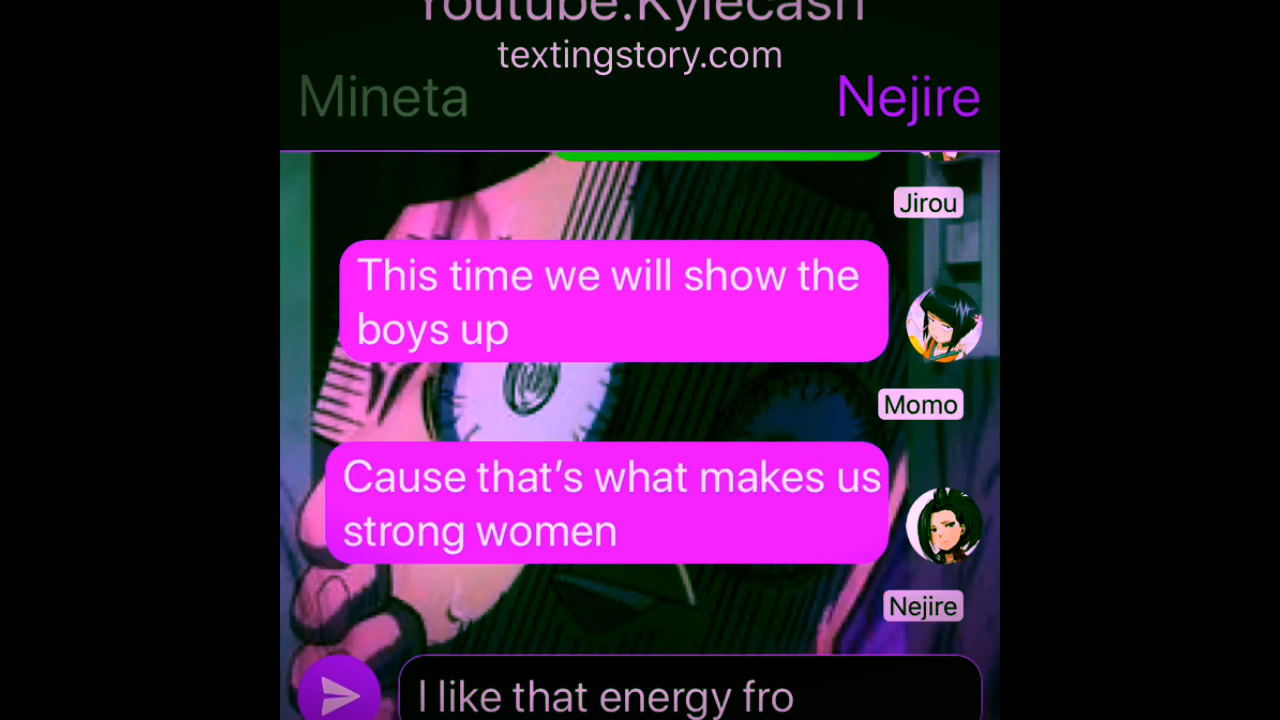 Youtube.Kylecash
textingstory.com
Mineta
Nejire
Jirou
This time we will show the
boys up
Momo
Cause that's what makes us
strong women
Nejire
I like that energy fro